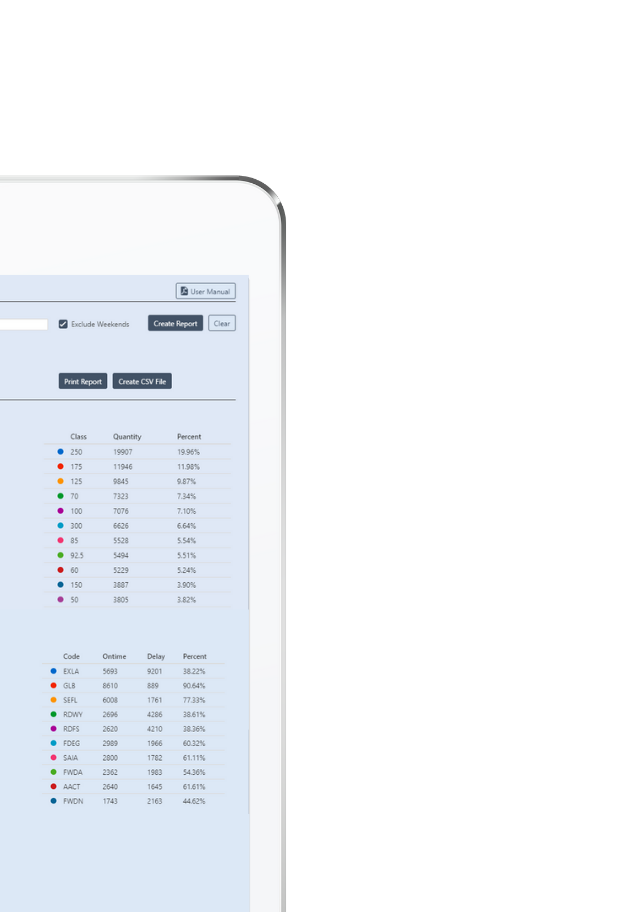 User Manual
Exclude Weekends Create Report Clear
Print Report Create CSV File
Class Quantity Percent
250 19907 19.96%
175 11946 11.98%
125 9845 9.87%
70 7323 7.34%
100 7076 7.10%
300 6626 6.64%
85 5528 5.54%
92.5 5494 5.51%
60 5229 5.24%
150 3887 3.90%
50 3805 3.82%
Code Ontime Delay Percent
EXLA 5693 9201 38.22%
GLB 8610 889 90.64%
SEFL 6008 1761 77.33%
RDWY 2696 4286 38.61%
RDFS 2620 4210 38.36%
FDEG 2989 1966 60.32%
SAIA 2800 1782 61.11%
FWDA 2362 1983 54.36%
AACT 2640 1645 61.61%
FWDN 1743 2163 44.62%